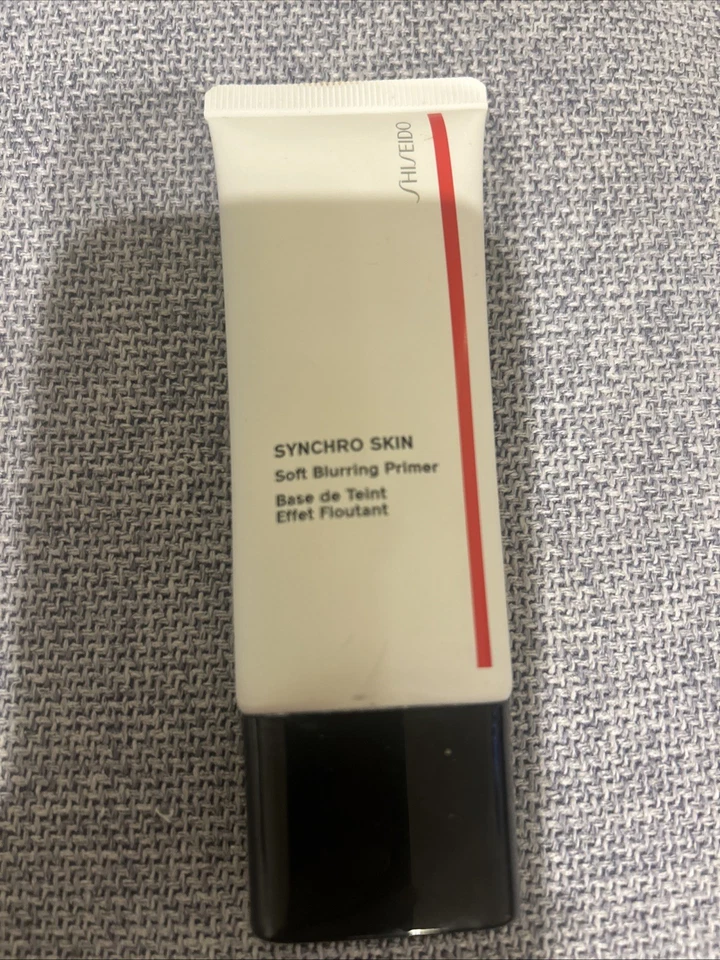 SHISEIDO
SYNCHRO SKIN
Soft Blurring Primer
Base de Teint
Effet Floutant